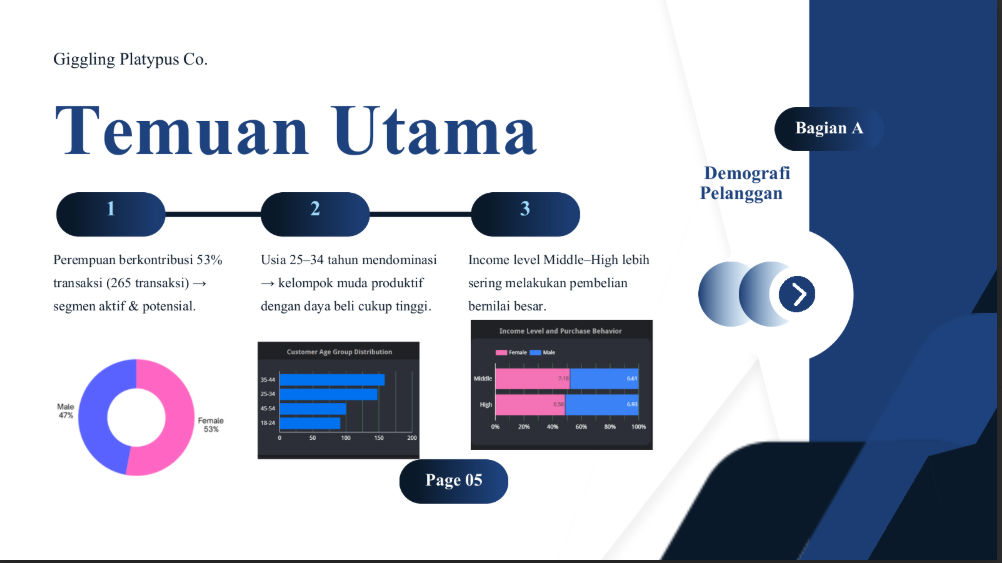 Giggling Platypus Co.
Temuan Utama
Bagian A
Demografi
Pelanggan
1
2
3
Perempuan berkontribusi 53%
transaksi (265 transaksi) →
segmen aktif & potensial.
Usia 25–34 tahun mendominasi
→ kelompok muda produktif
dengan daya beli cukup tinggi.
Income level Middle–High lebih
sering melakukan pembelian
bernilai besar.
Male
47%
Female
53%
Customer Age Group Distribution
35-44
25-34
45-54
18-24
0 50 100 150 200
Income Level and Purchase Behavior
Female Male
Middle
High
0% 20% 40% 60% 80% 100%
Page 05